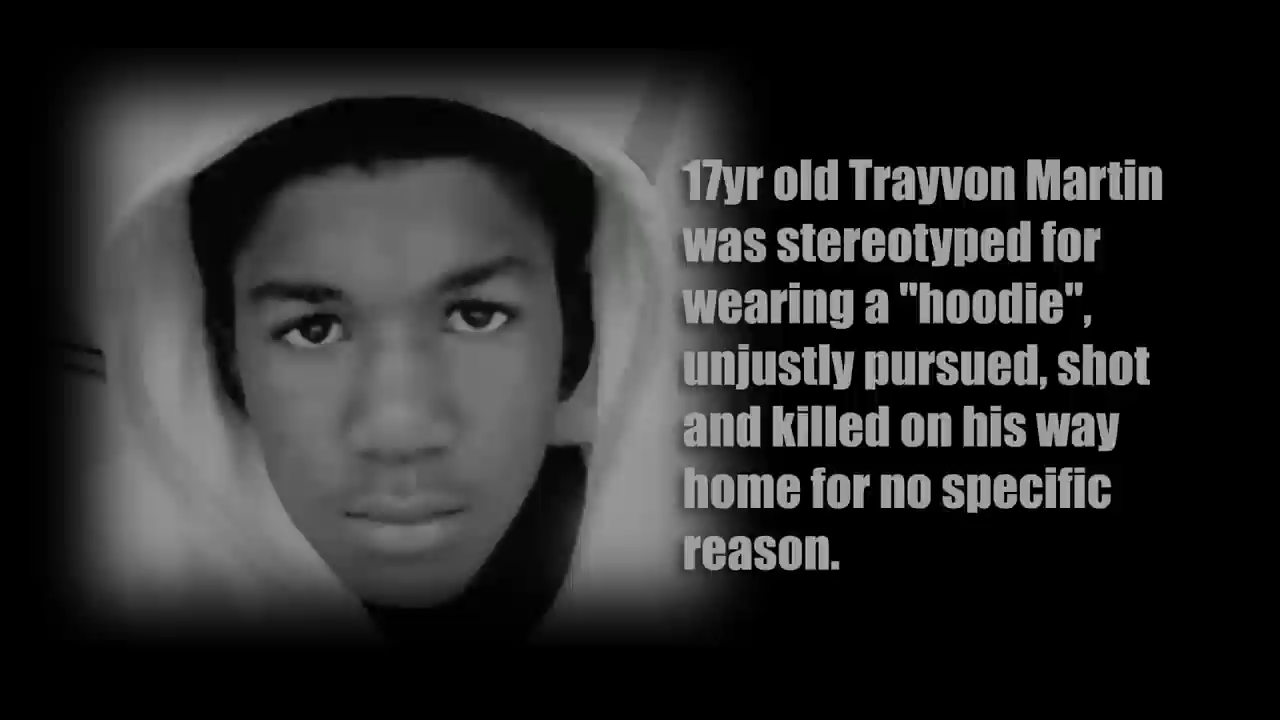 17yr old Trayvon Martin
was stereotyped for
wearing a "hoodie",
unjustly pursued, shot
and killed on his way
home for no specific
reason.